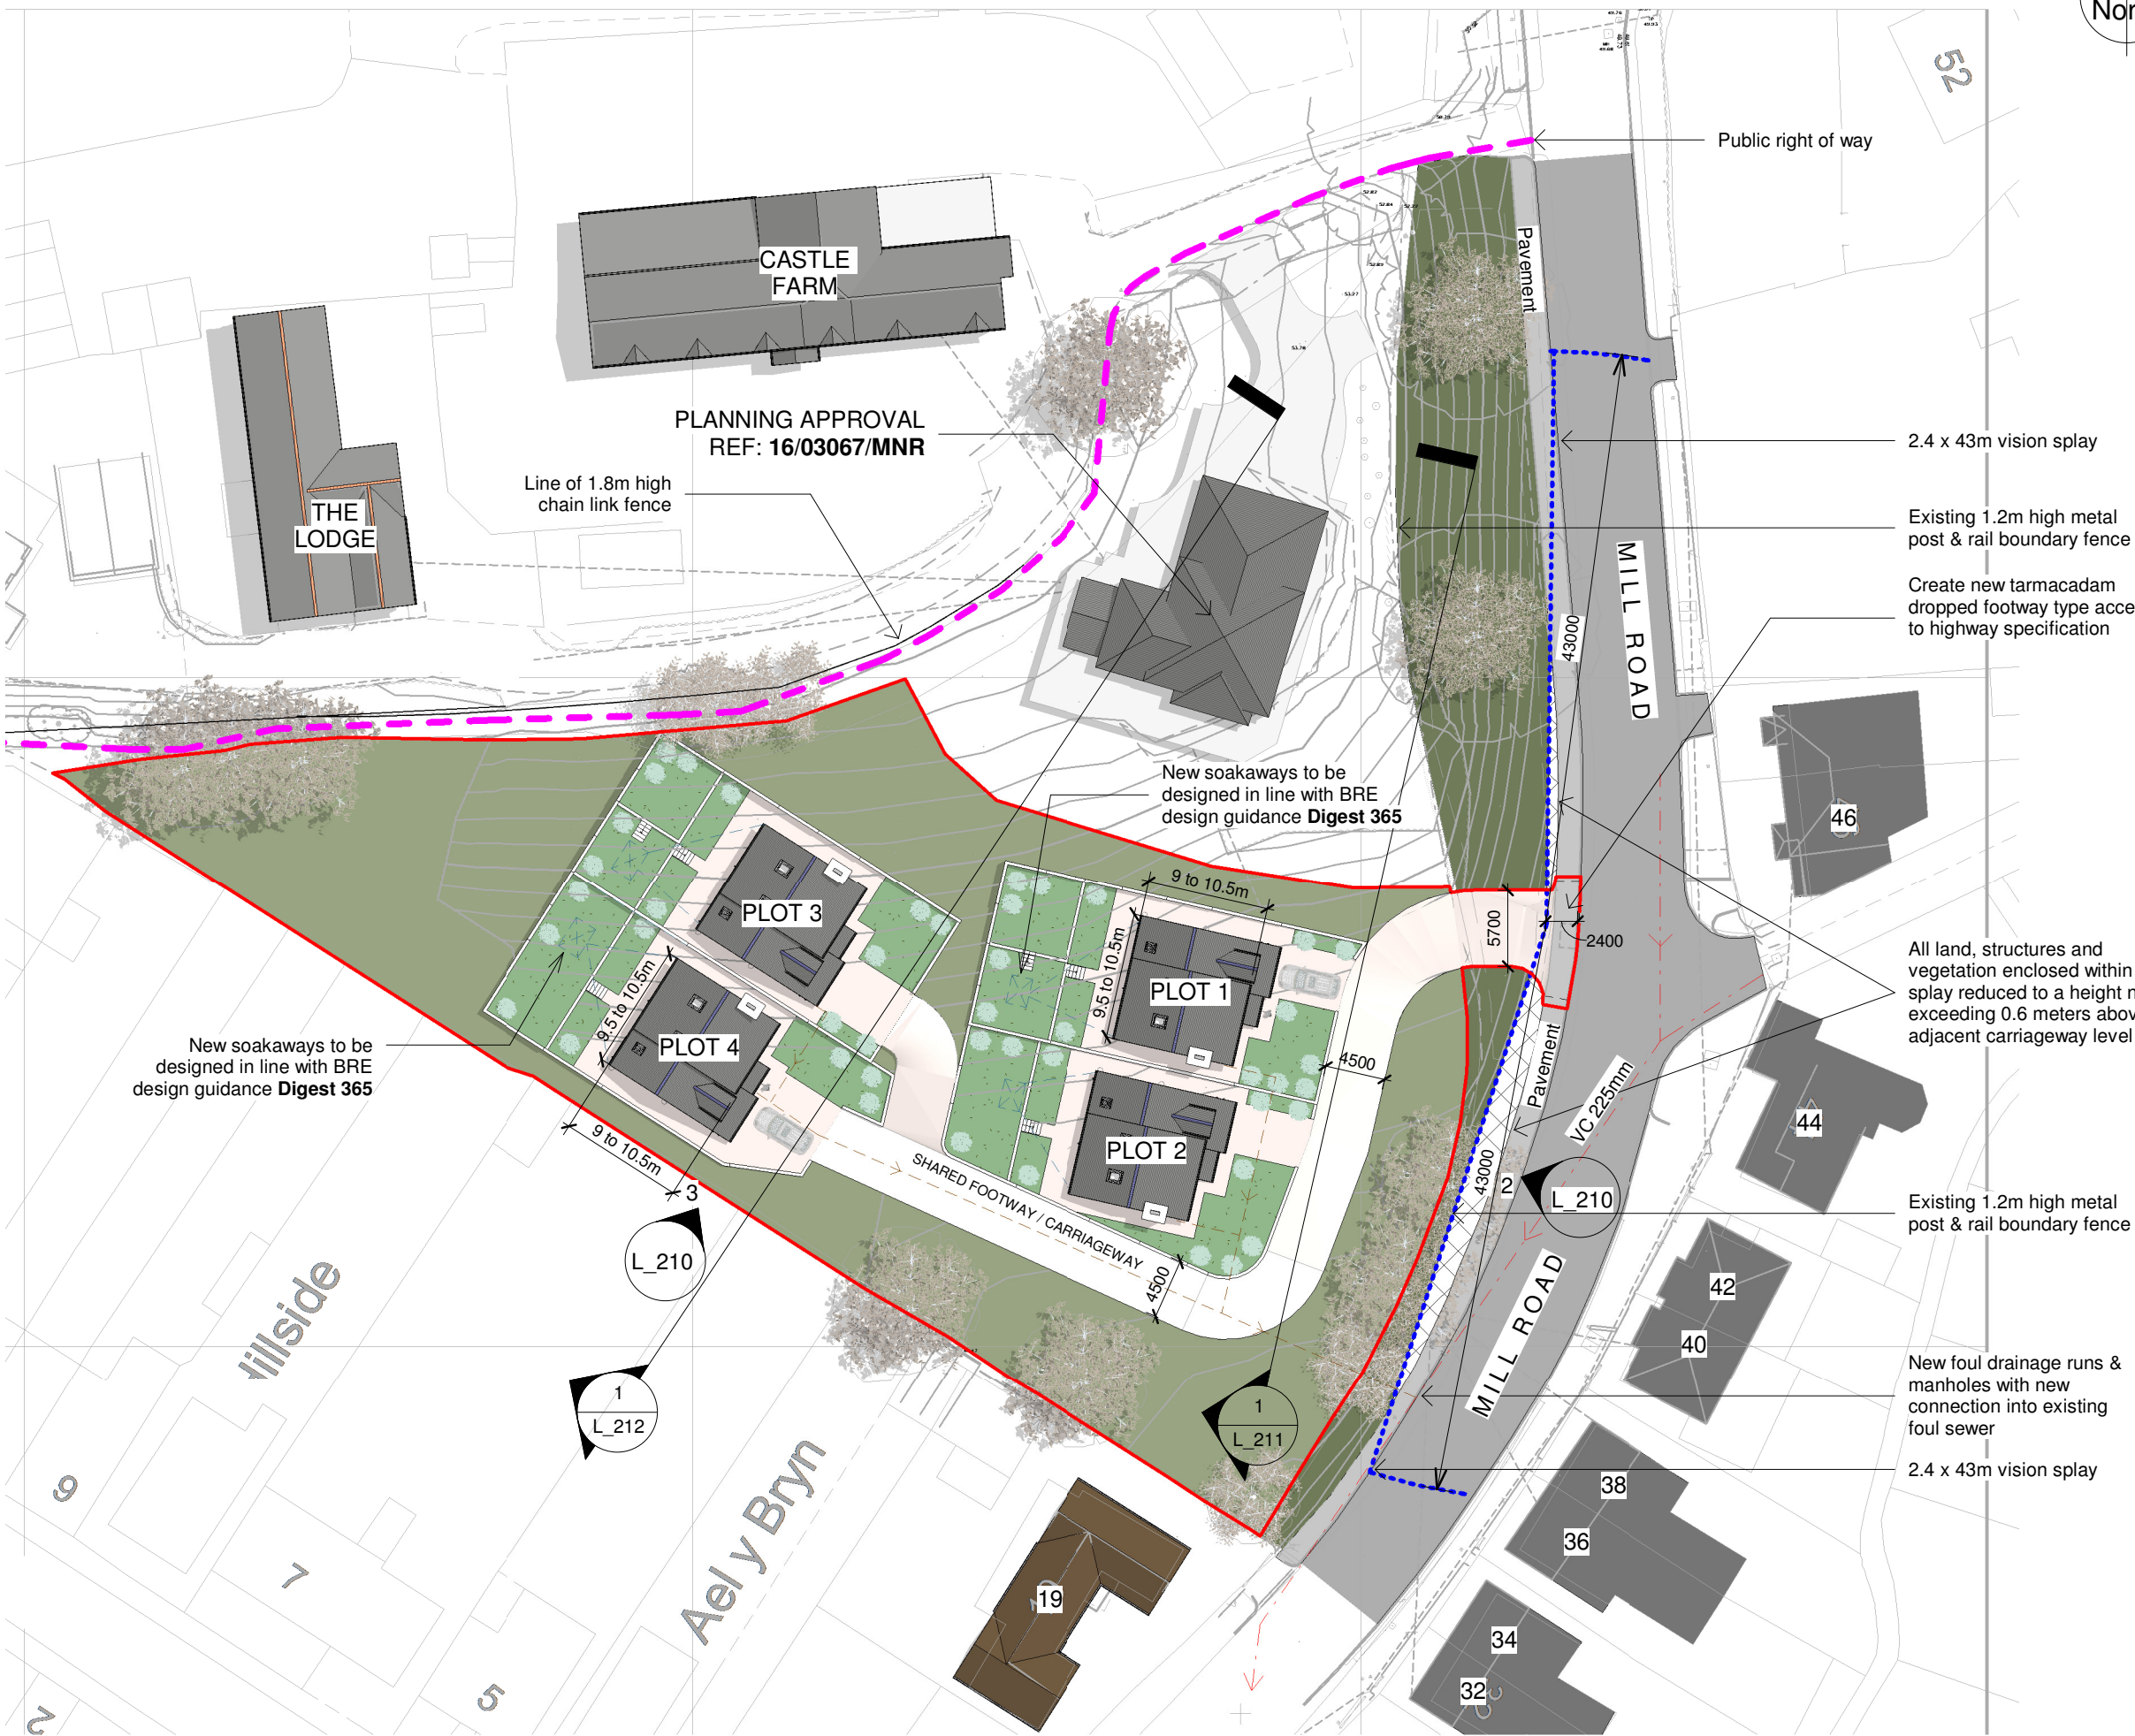 Nor
52
Public right of way
CASTLE
FARM
Pavement
PLANNING APPROVAL
REF: 16/03067/MNR
2.4 x 43m vision splay
Line of 1.8m high
chain link fence
THE
LODGE
Existing 1.2m high metal
post & rail boundary fence
MILL ROAD
43000
Create new tarmacadam
dropped footway type acce
to highway specification
New soakaways to be
designed in line with BRE
design guidance Digest 365
46
9 to 10.5m
PLOT 3
9.5 to 10.5m
5700
2400
PLOT 1
9.5 to 10.5m
All land, structures and
vegetation enclosed within
splay reduced to a height n
exceeding 0.6 meters abov
adjacent carriageway level
New soakaways to be
designed in line with BRE
design guidance Digest 365
PLOT 4
4500
Pavement
VC 225mm
44
9 to 10.5m
PLOT 2
SHARED FOOTWAY / CARRIAGEWAY
43000
3
L_210
2
L_210
Existing 1.2m high metal
post & rail boundary fence
4500
42
40
MILL ROAD
illside
1
L_212
1
L_211
New foul drainage runs &
manholes with new
connection into existing
foul sewer
2.4 x 43m vision splay
9
7
5
2
Ael y Bryn
19
38
36
34
32